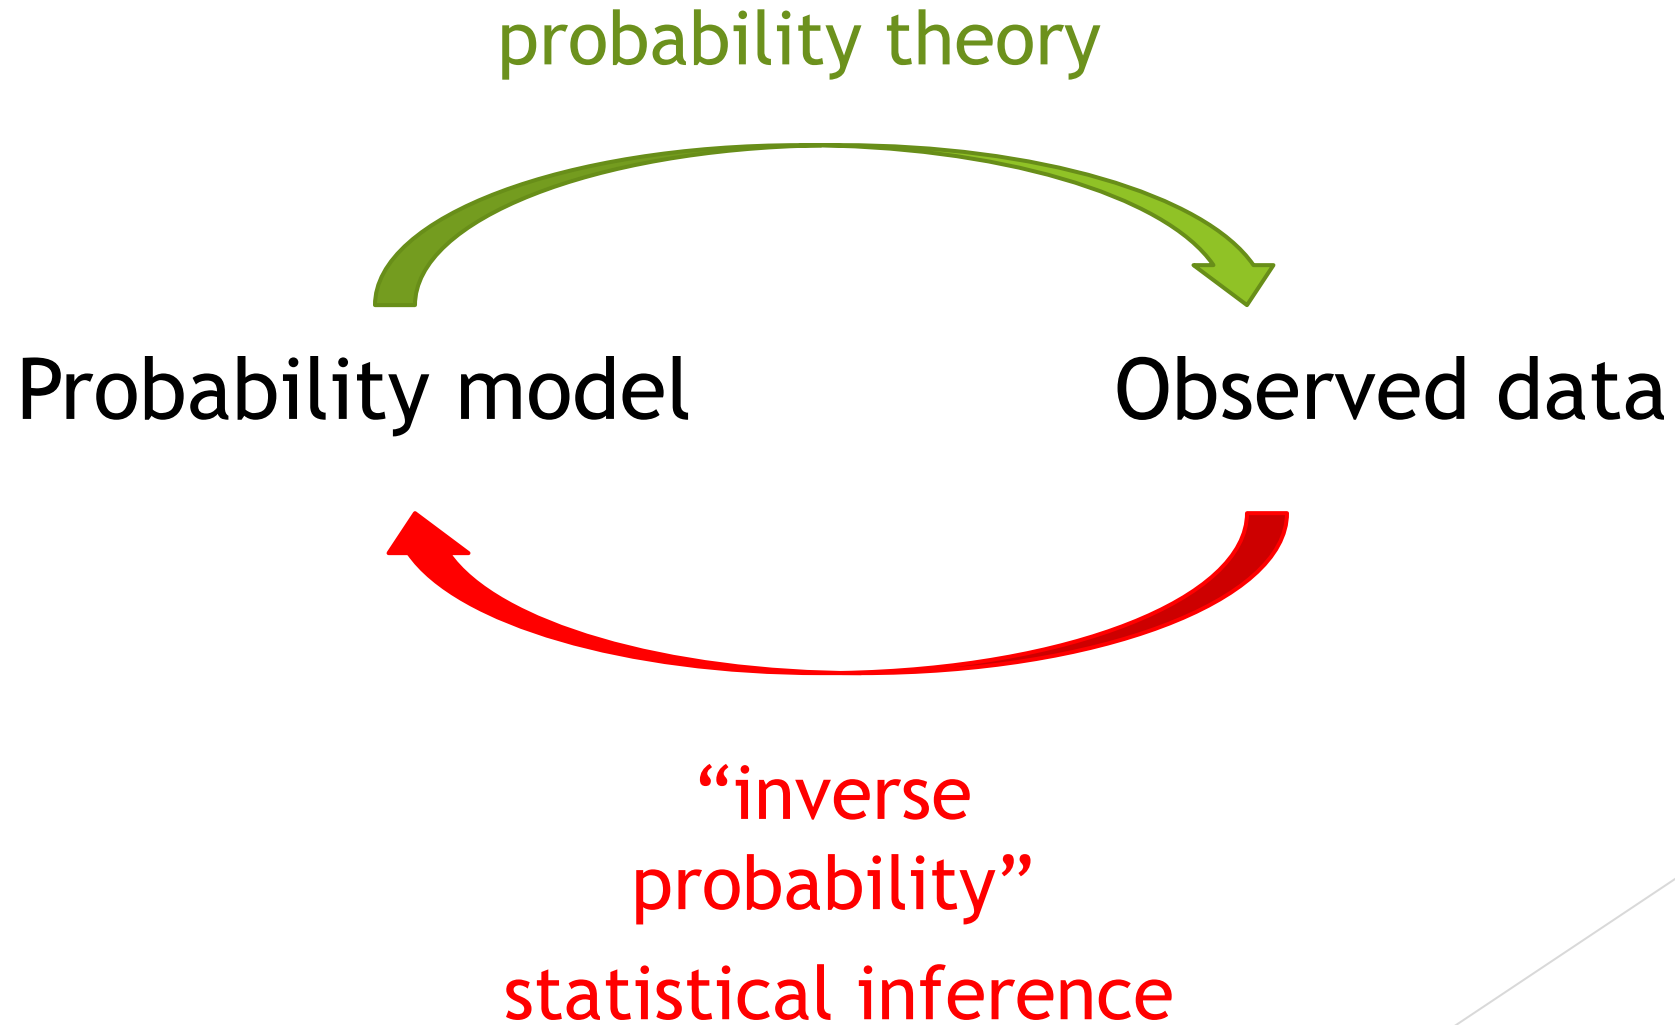 probability theory
Probability model
Observed data
“inverse
probability”
statistical inference